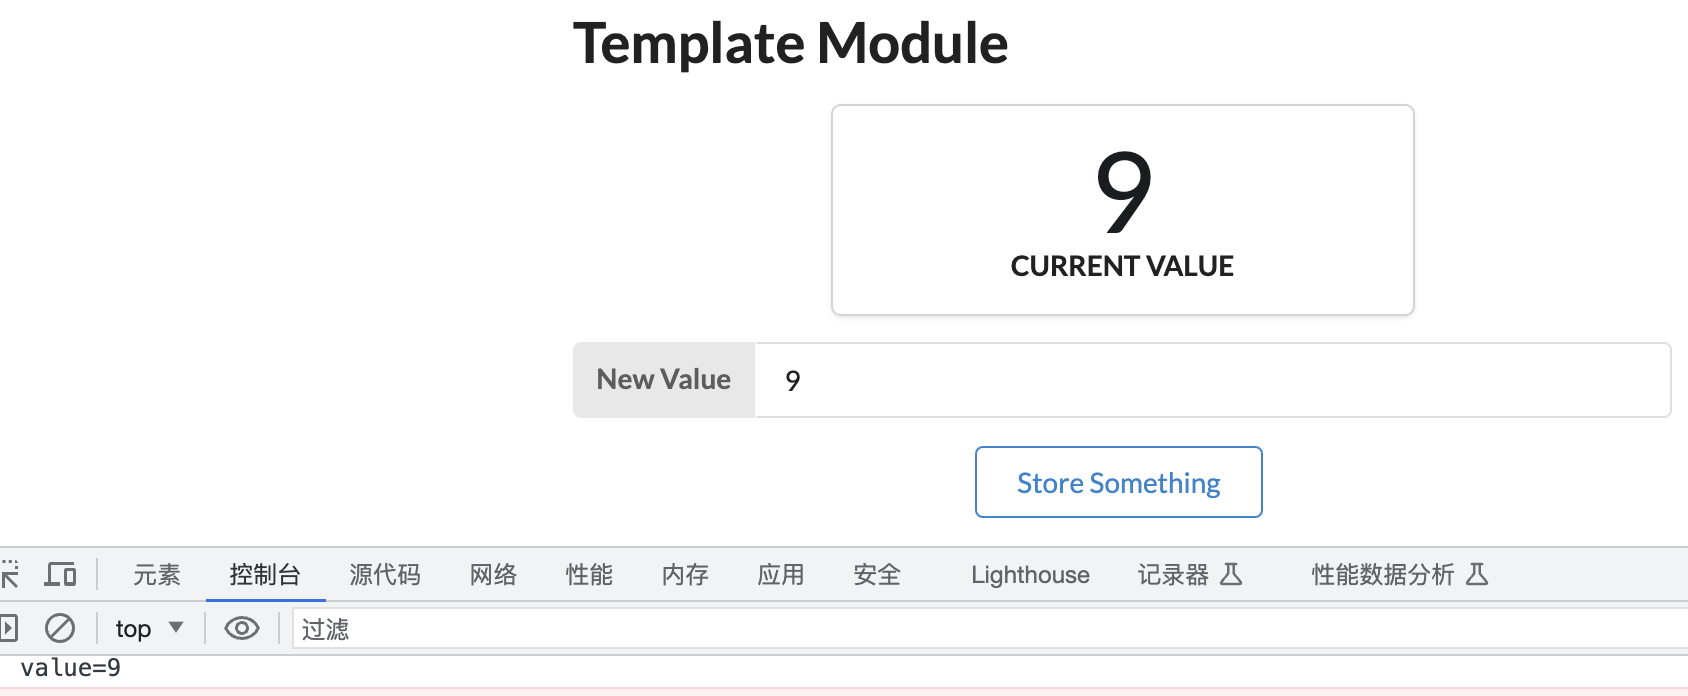 Template Module
9
CURRENT VALUE
New Value 9
Store Something
元素 控制台 源代码 网络 性能 内存 应用 安全 Lighthouse 记录器 性能数据分析
top 过滤
value=9